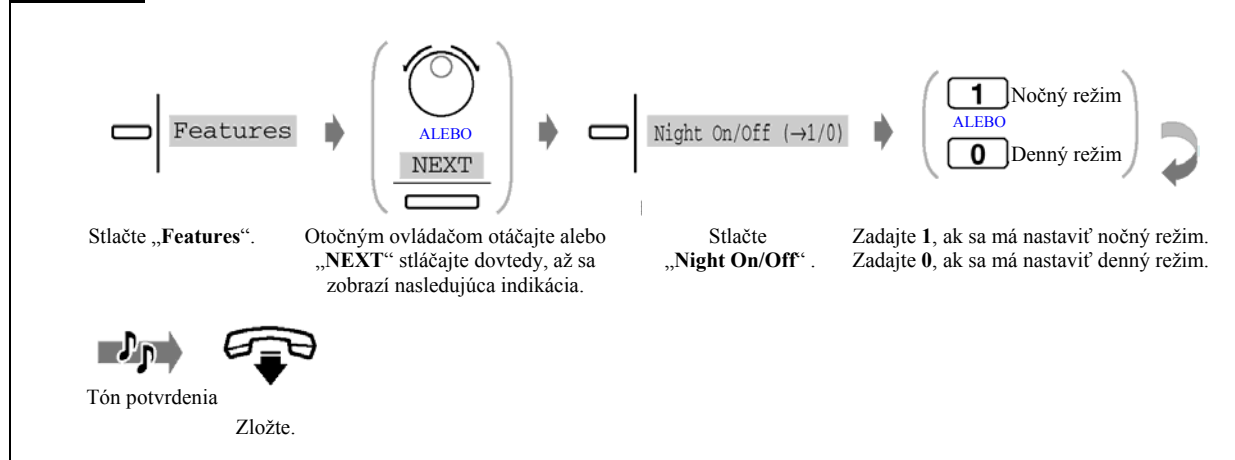 Features
ALEBO
NEXT
Night On/Off (→1/0)
1 Nočný režim
ALEBO
0 Denný režim
Stlačte „Features“.
Otočným ovládačom otáčajte alebo
„NEXT“ stláčajte dovtedy, až sa
zobrazí nasledujúca indikácia.
Stlačte
„Night On/Off“ .
Zadajte 1, ak sa má nastaviť nočný režim.
Zadajte 0, ak sa má nastaviť denný režim.
Tón potvrdenia
Zložte.